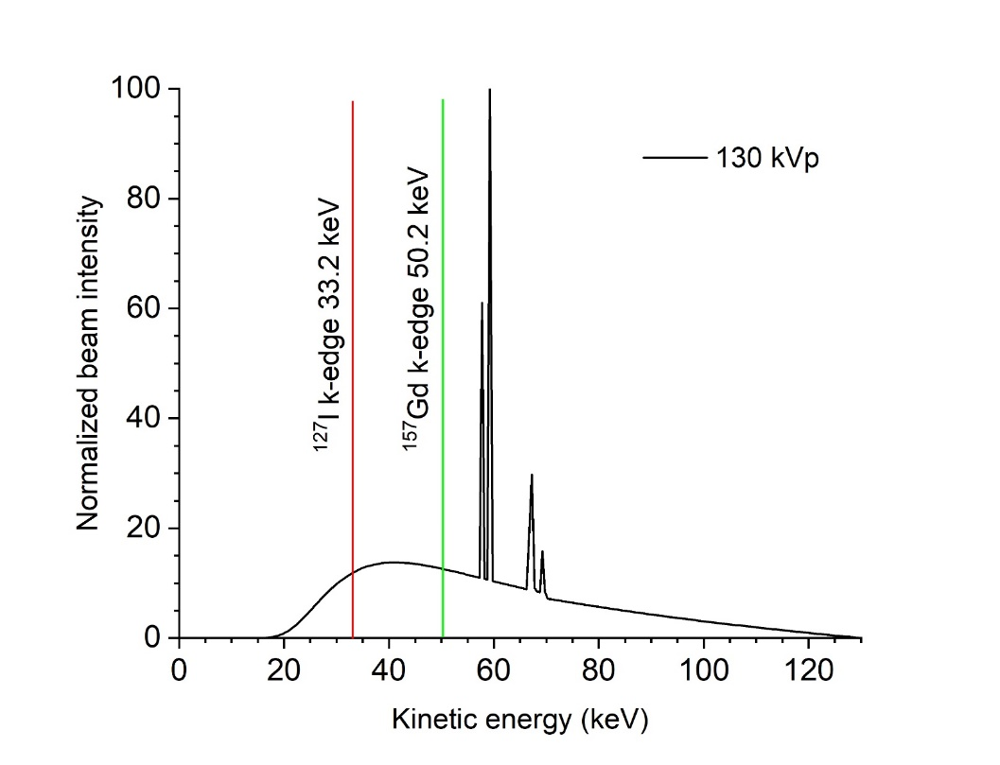 Normalized beam intensity
100
80
60
40
20
0
0 20 40 60 80 100 120
Kinetic energy (keV)
¹²⁷I k-edge 33.2 keV
¹⁵⁷Gd k-edge 50.2 keV
130 kVp